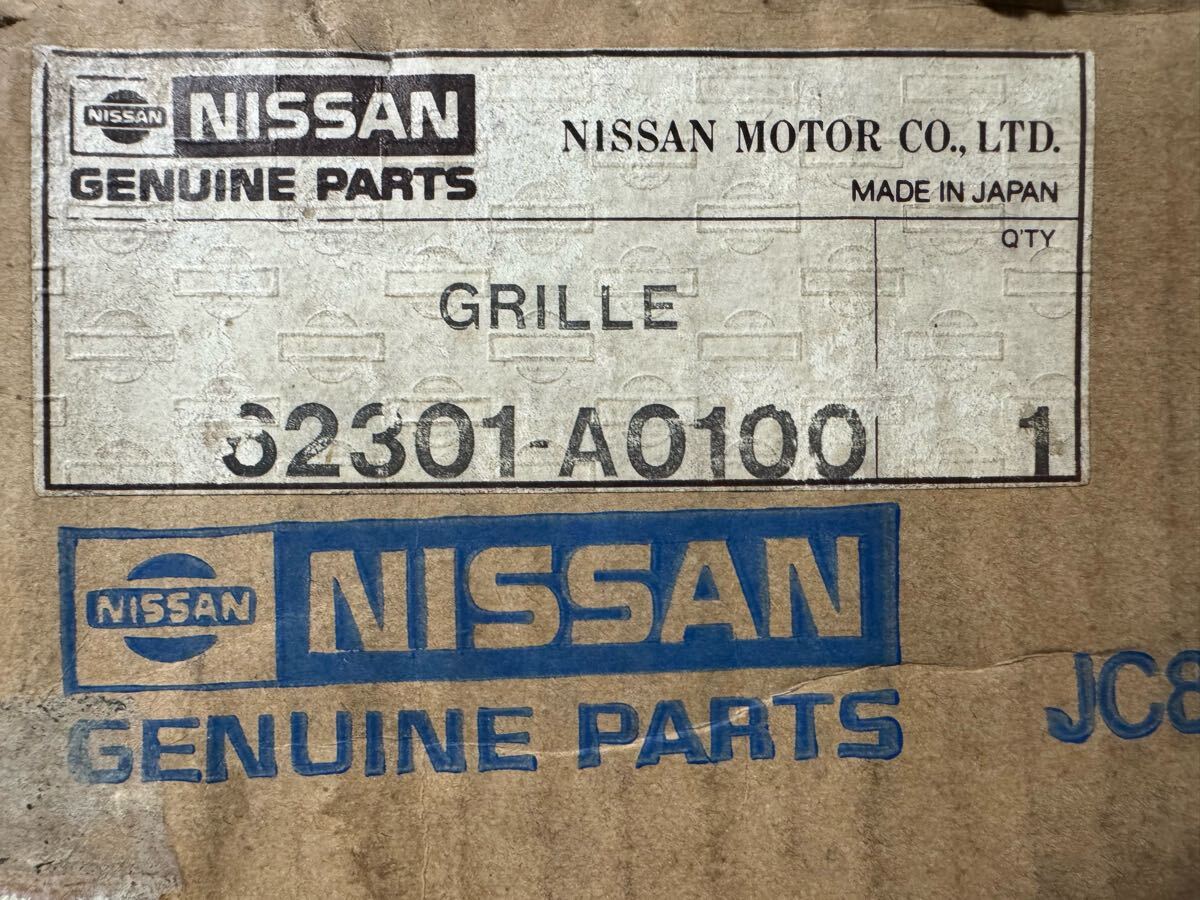 NISSAN NISSAN
GENUINE PARTS
NISSAN MOTOR CO., LTD.
MADE IN JAPAN
Q'TY
GRILLE
62301-A0100 1
NISSAN NISSAN
GENUINE PARTS
JC8